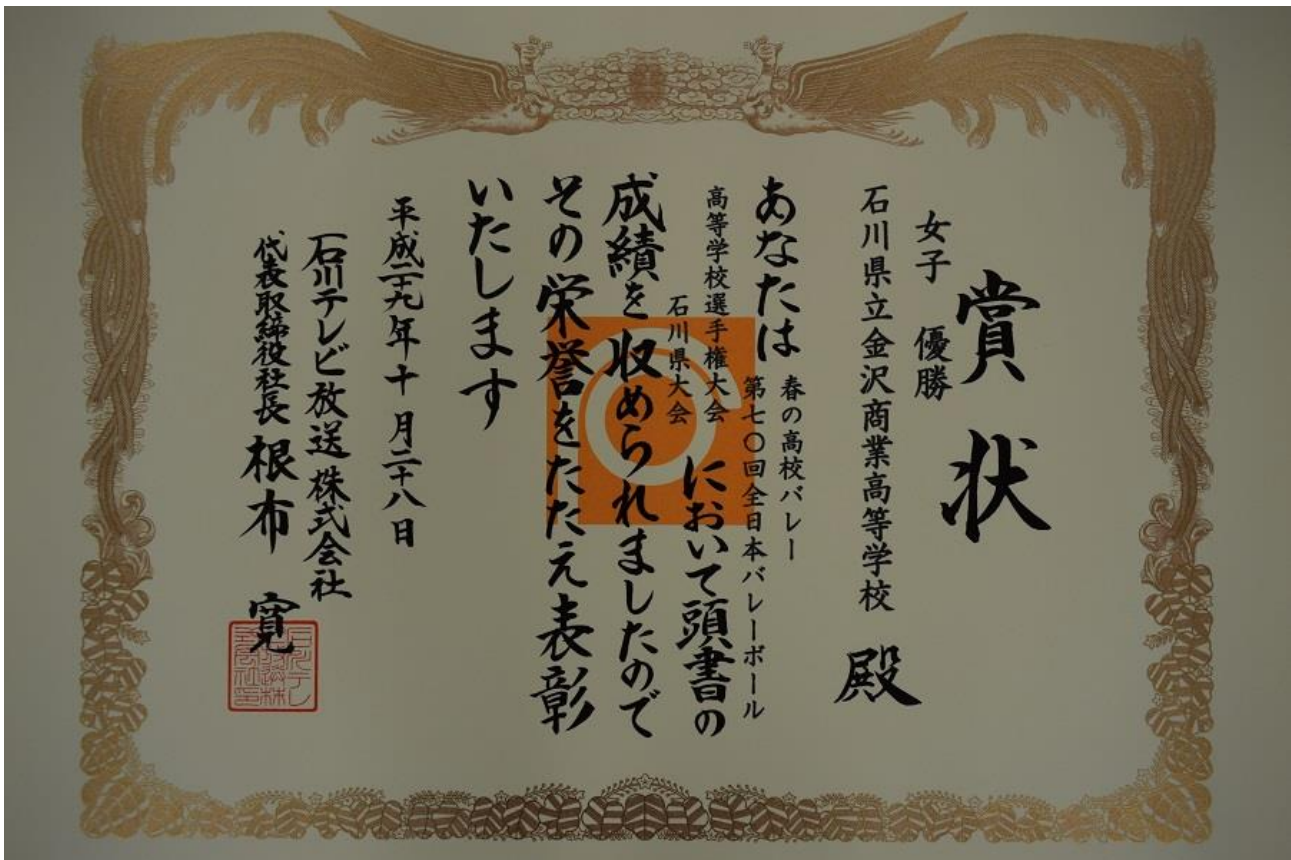 賞状
女子 優勝
石川県立金沢商業高等学校 殿
あなたは 春の高校バレー
第七〇回全日本バレーボール
高等学校選手権大会
石川県大会
において頭書の
成績を収められましたので
その栄誉をたたえ表彰
いたします
平成二十九年十月二十八日
石川テレビ放送株式会社
代表取締役社長 根布 寛